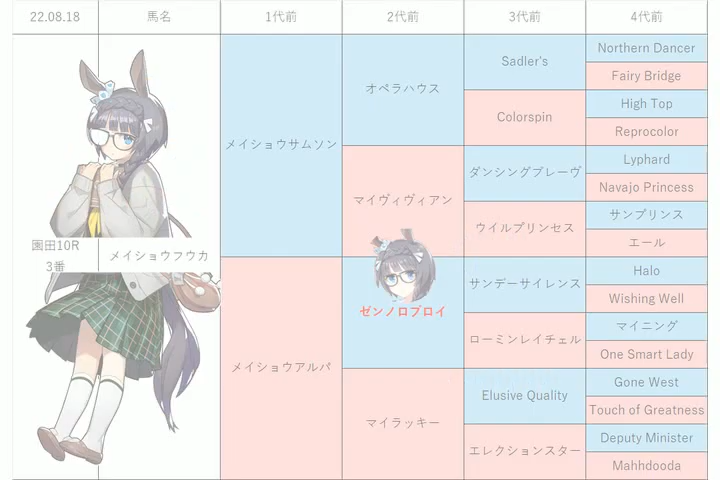 22.08.18
馬名
1代前
2代前
3代前
4代前
園田10R
3番
メイショウフウカ
メイショウサムソン
メイショウアルパ
オペラハウス
マイヴィヴィアン
ゼンノロブロイ
マイラッキー
Sadler's
Colorspin
ダンシングブレーヴ
ウイルプリンセス
サンデーサイレンス
ローミンレイチェル
Elusive Quality
エレクションスター
Northern Dancer
Fairy Bridge
High Top
Reprocolor
Lyphard
Navajo Princess
サンプリンス
エール
Halo
Wishing Well
マイニング
One Smart Lady
Gone West
Touch of Greatness
Deputy Minister
Mahhdooda